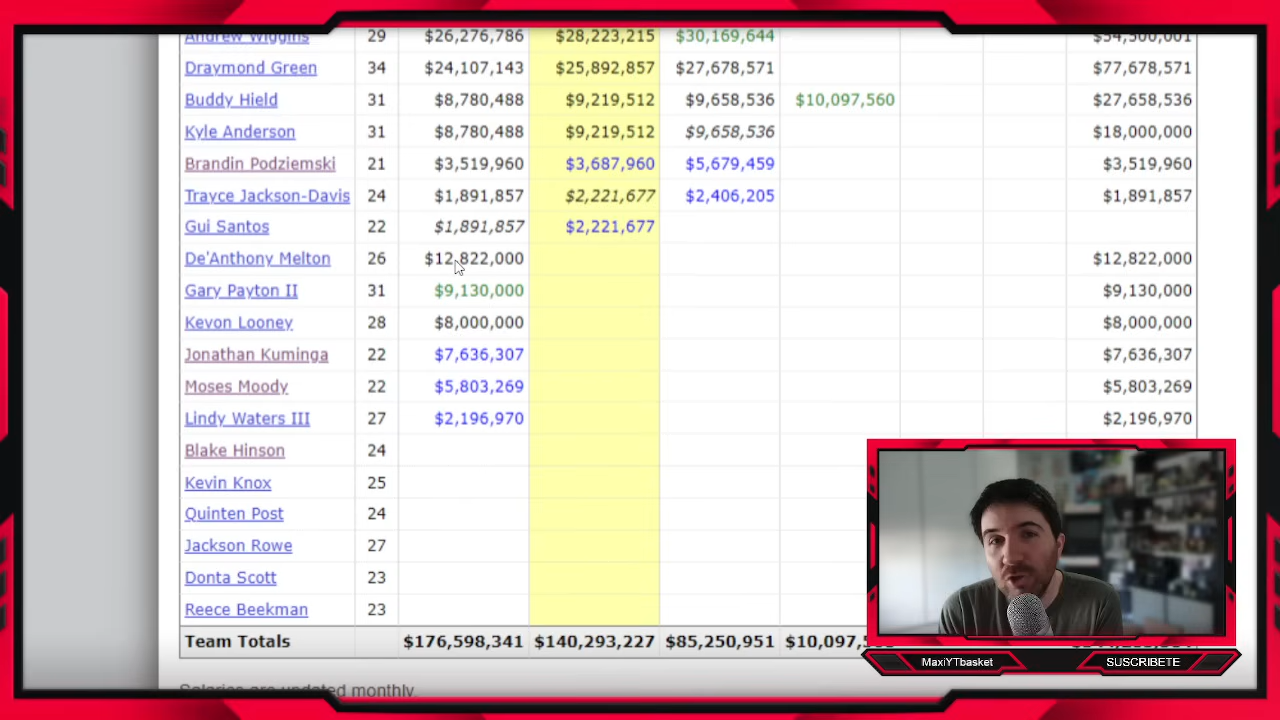 Andrew Wiggins 29 $26,276,786 $28,223,215 $30,169,644 $54,500,001
Draymond Green 34 $24,107,143 $25,892,857 $27,678,571 $77,678,571
Buddy Hield 31 $8,780,488 $9,219,512 $9,658,536 $10,097,560 $27,658,536
Kyle Anderson 31 $8,780,488 $9,219,512 $9,658,536 $18,000,000
Brandin Podziemski 21 $3,519,960 $3,687,960 $5,679,459 $3,519,960
Trayce Jackson-Davis 24 $1,891,857 $2,221,677 $2,406,205 $1,891,857
Gui Santos 22 $1,891,857 $2,221,677
De'Anthony Melton 26 $12,822,000 $12,822,000
Gary Payton II 31 $9,130,000 $9,130,000
Kevon Looney 28 $8,000,000 $8,000,000
Jonathan Kuminga 22 $7,636,307 $7,636,307
Moses Moody 22 $5,803,269 $5,803,269
Lindy Waters III 27 $2,196,970 $2,196,970
Blake Hinson 24
Kevin Knox 25
Quinten Post 24
Jackson Rowe 27
Donta Scott 23
Reece Beekman 23
Team Totals $176,598,341 $140,293,227 $85,250,951
Salaries are updated monthly.
MaxiYTbasket SUSCRIBETE